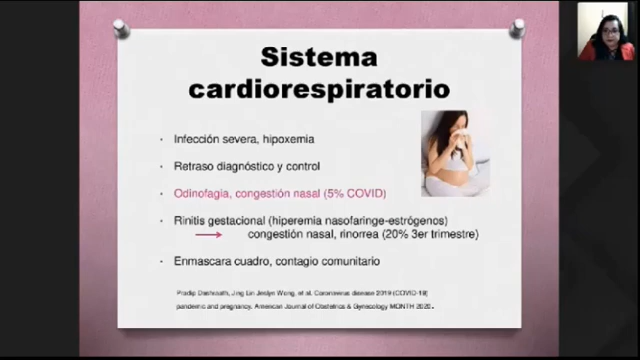 Sistema
cardiorespiratorio
· Infección severa, hipoxemia
· Retraso diagnóstico y control
· Odinofagia, congestión nasal (5% COVID)
· Rinitis gestacional (hiperemia nasofaringe-estrógenos)
congestión nasal, rinorrea (20% 3er trimestre)
· Enmascara cuadro, contagio comunitario
Pradip Dashraath, Jing Lin Jeslyn Wong, et al. Coronavirus disease 2019 (COVID-19)
pandemic and pregnancy. American Journal of Obstetrics & Gynecology MONTH 2020.